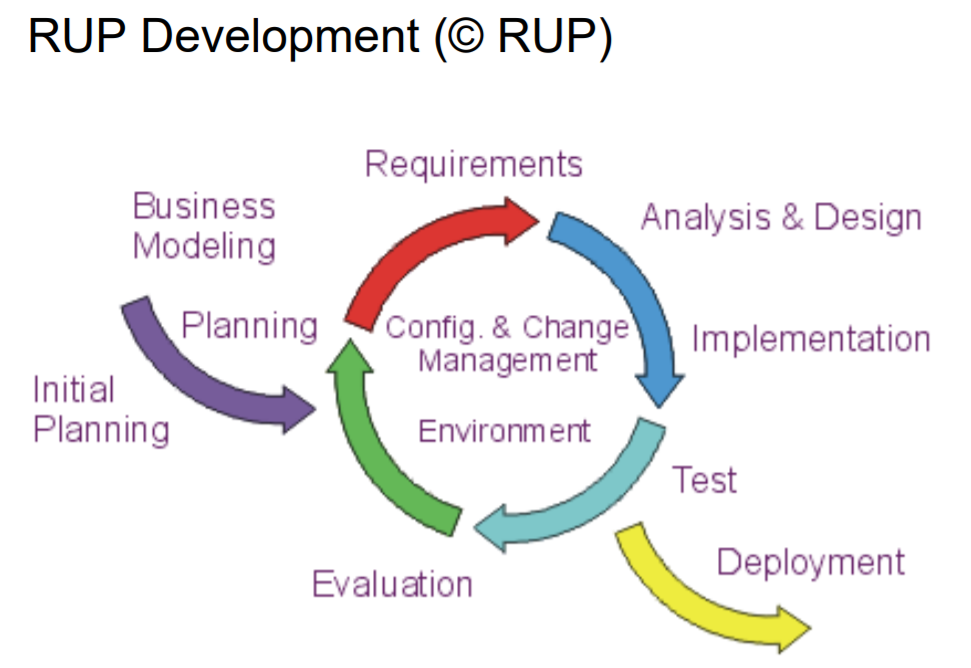 RUP Development (© RUP)
Requirements
Business
Modeling
Analysis & Design
Planning
Config. & Change
Management
Implementation
Initial
Planning
Environment
Test
Deployment
Evaluation